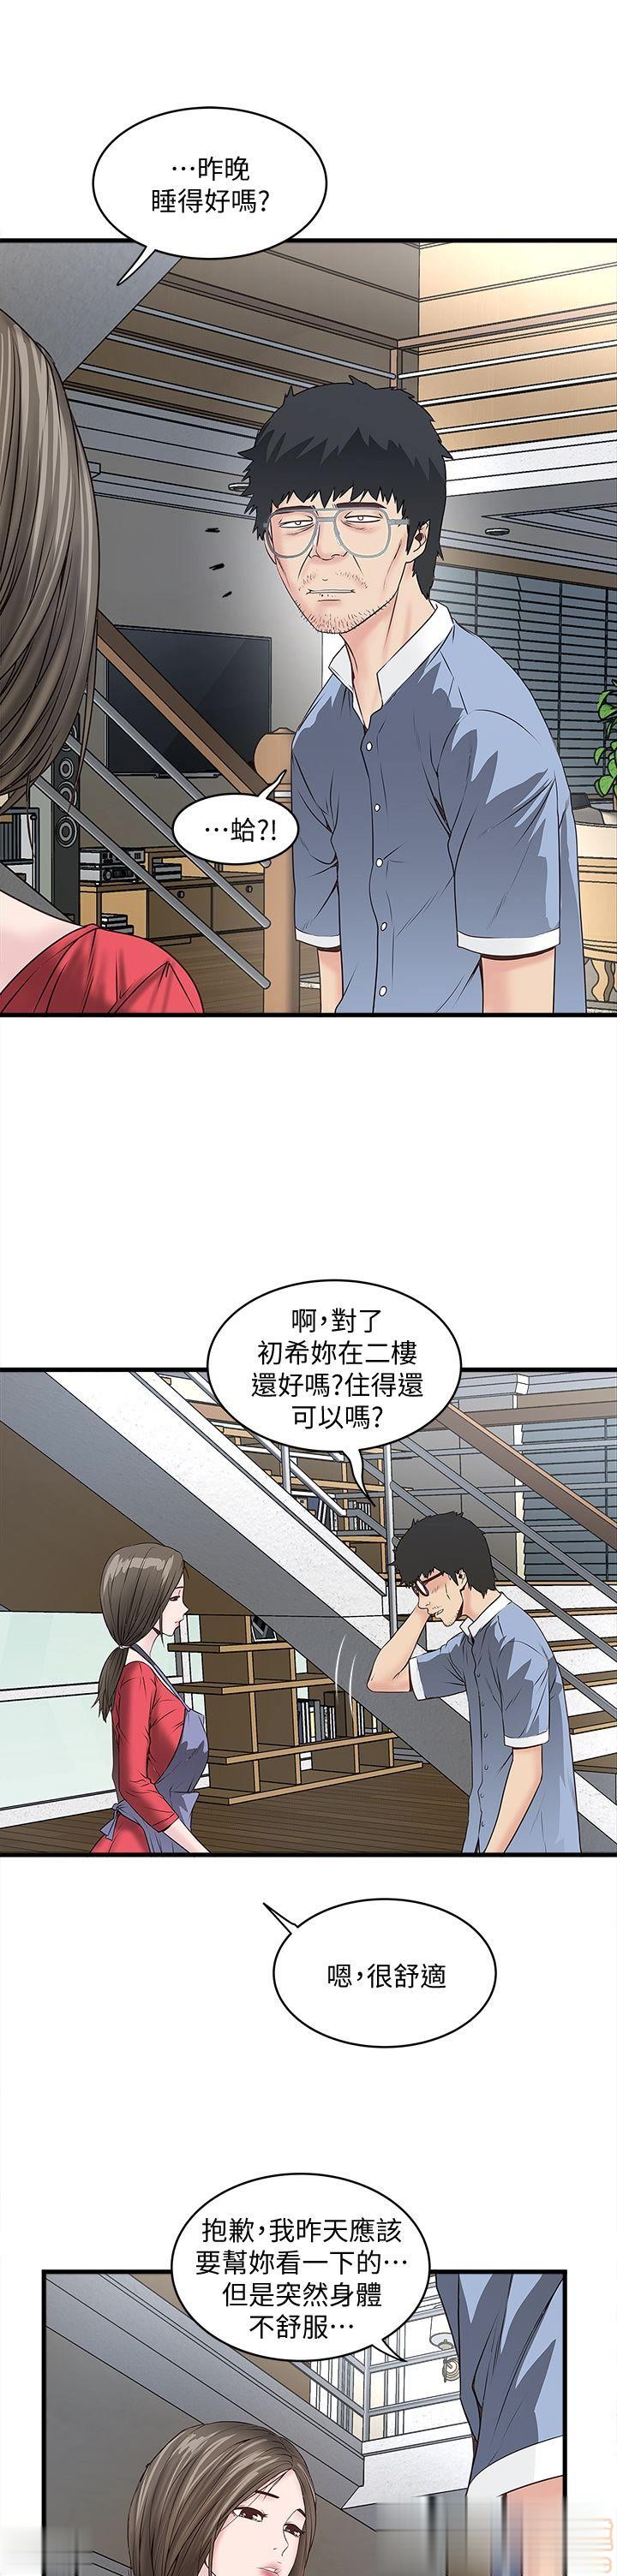 …昨晚
睡得好嗎?
…蛤?!
啊，對了
初希妳在二樓
還好嗎?住得還
可以嗎?
嗯，很舒適
抱歉，我昨天應該
要幫妳看一下的…
但是突然身體
不舒服…